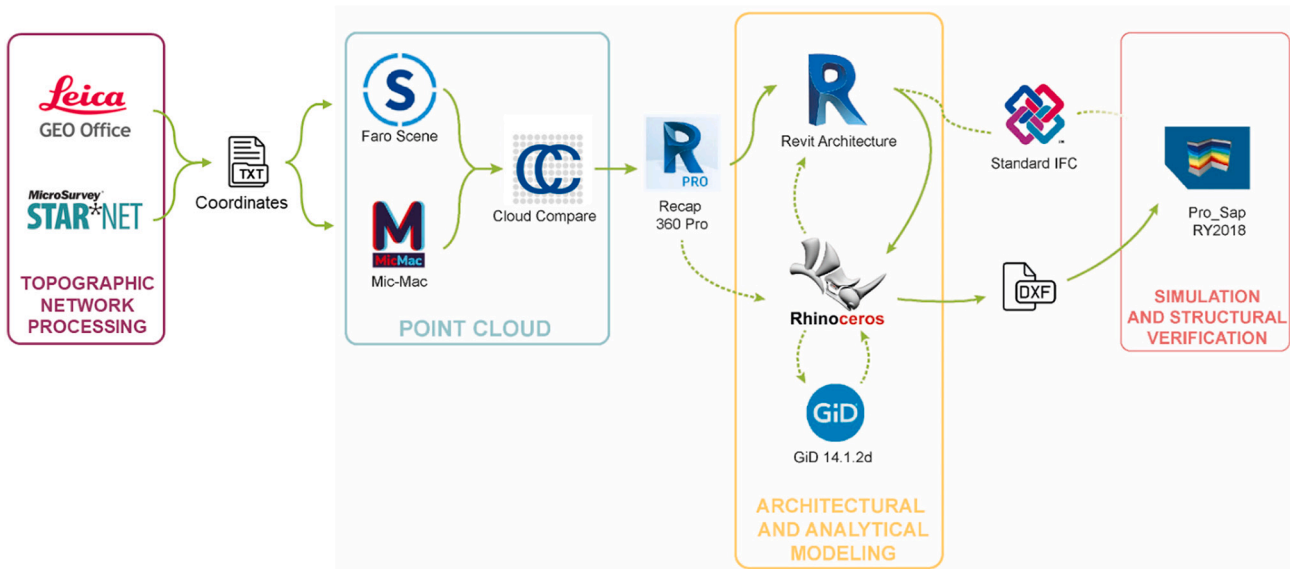 Leica
GEO Office
MicroSurvey®
STAR*NET
TOPOGRAPHIC
NETWORK
PROCESSING
TXT
Coordinates
S
Faro Scene
M
MicMac
Mic-Mac
CC
Cloud Compare
POINT CLOUD
R
PRO
Recap
360 Pro
R
Revit Architecture
Rhinoceros
GiD
GiD 14.1.2d
ARCHITECTURAL
AND ANALYTICAL
MODELING
TM
Standard IFC
DXF
Pro_Sap
RY2018
SIMULATION
AND STRUCTURAL
VERIFICATION